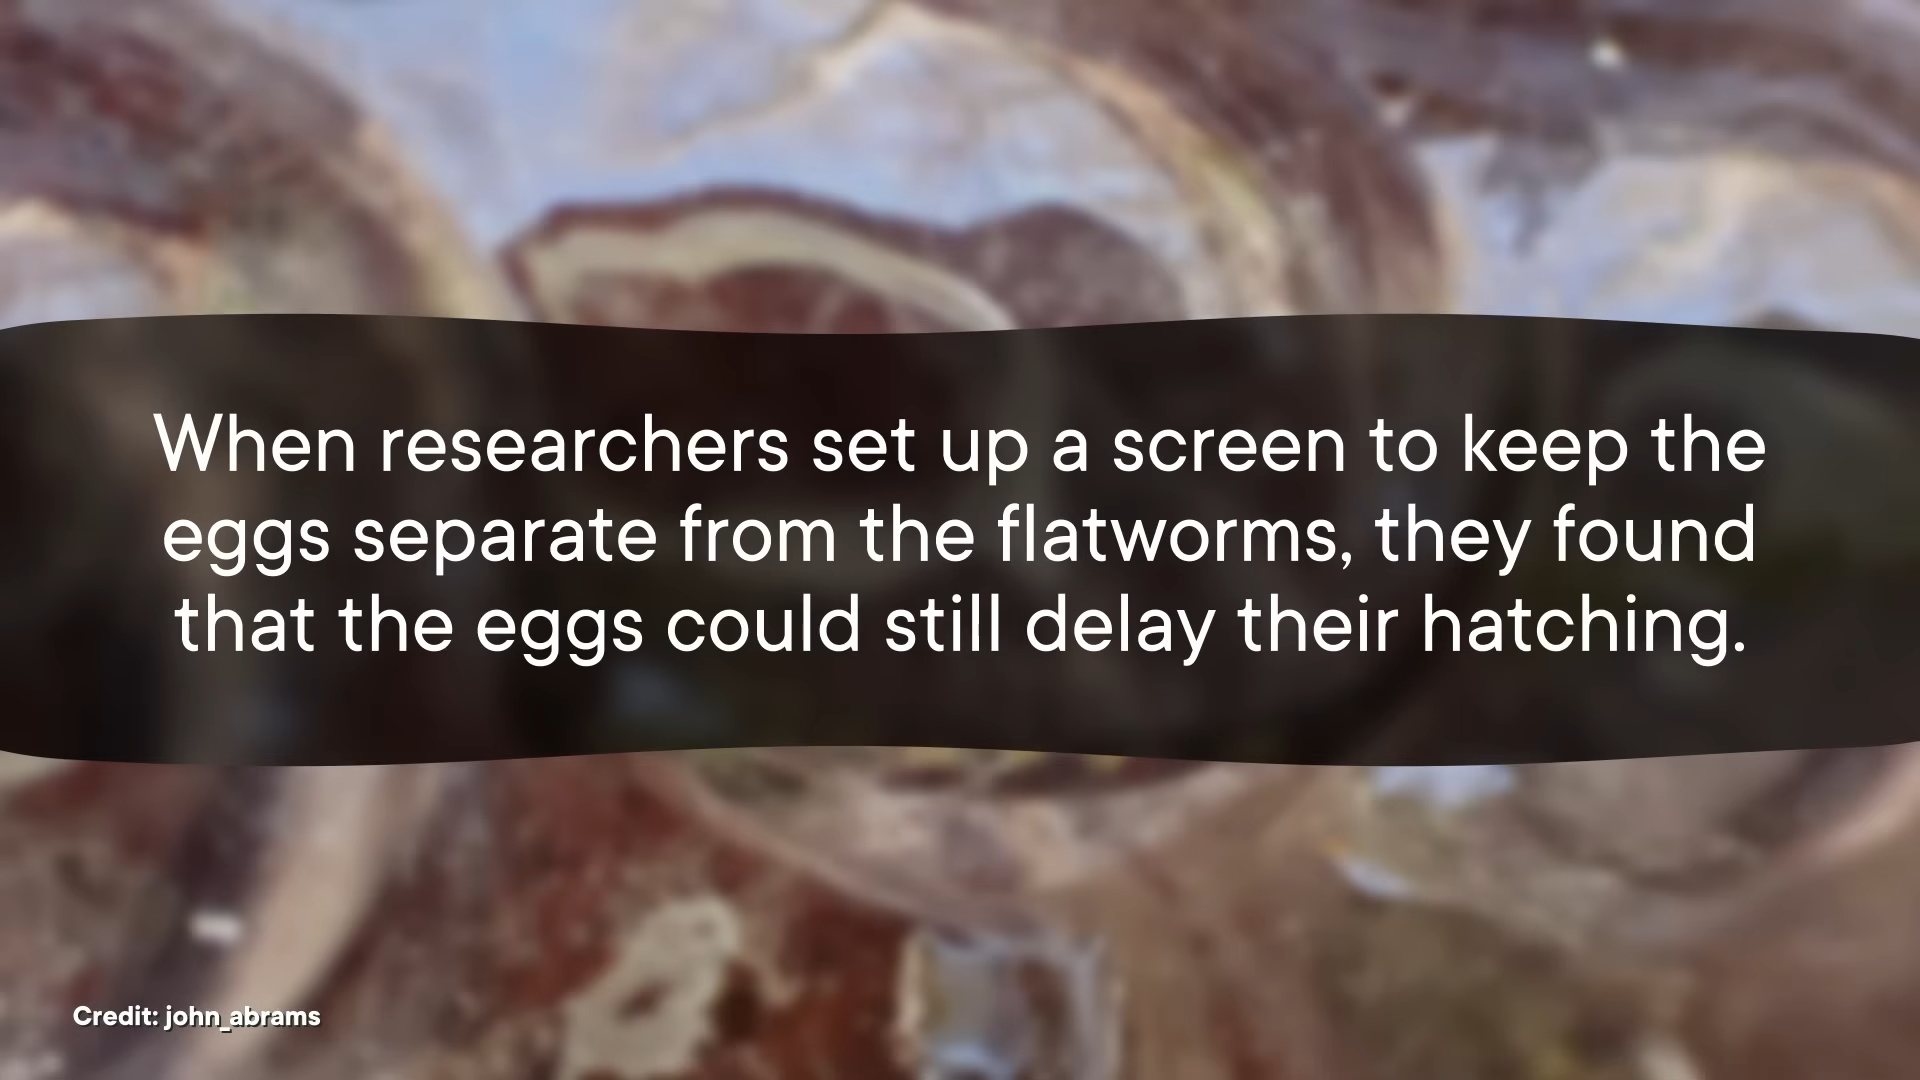 When researchers set up a screen to keep the
eggs separate from the flatworms, they found
that the eggs could still delay their hatching.
Credit: john_abrams